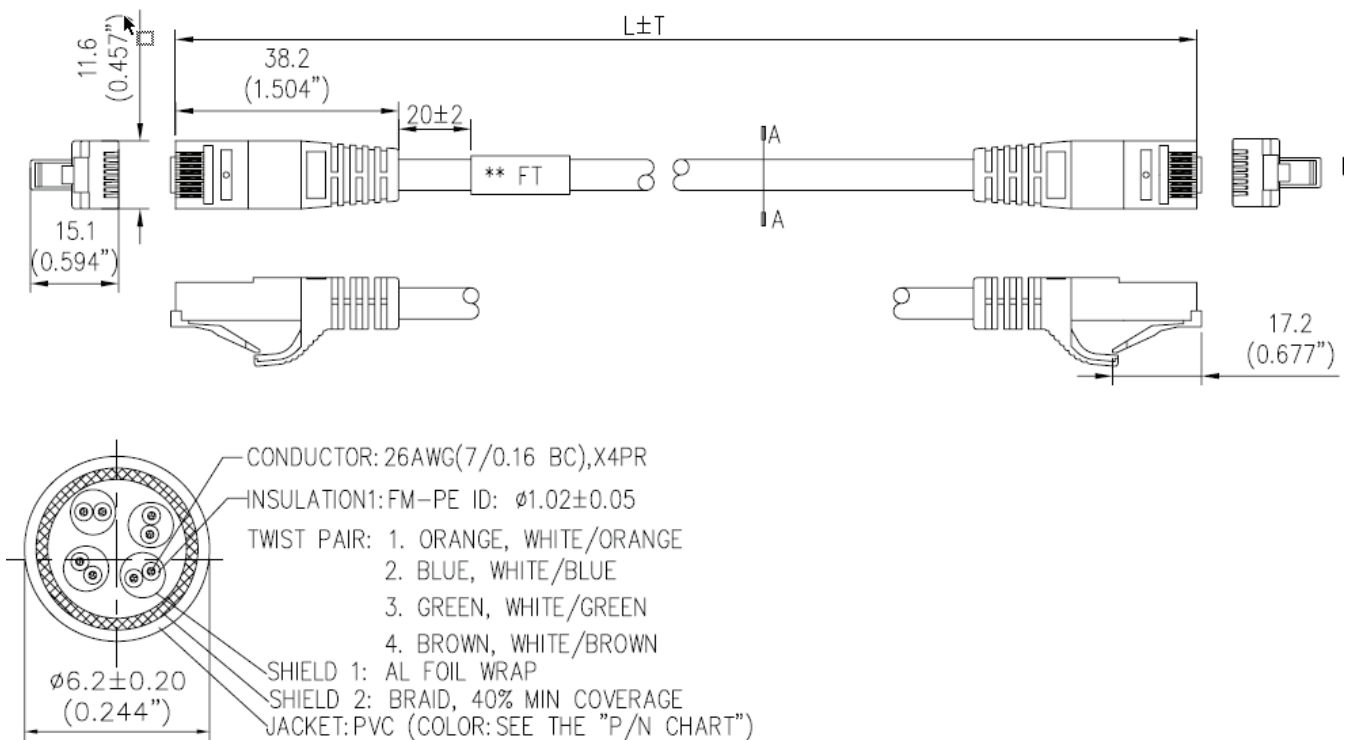 L±T
11.6
(0.457")
38.2
(1.504")
20±2
A
** FT
A
15.1
(0.594")
17.2
(0.677")
CONDUCTOR: 26AWG(7/0.16 BC),X4PR
INSULATION1: FM-PE ID: ø1.02±0.05
TWIST PAIR: 1. ORANGE, WHITE/ORANGE
2. BLUE, WHITE/BLUE
3. GREEN, WHITE/GREEN
4. BROWN, WHITE/BROWN
SHIELD 1: AL FOIL WRAP
SHIELD 2: BRAID, 40% MIN COVERAGE
JACKET: PVC (COLOR: SEE THE "P/N CHART")
ø6.2±0.20
(0.244")